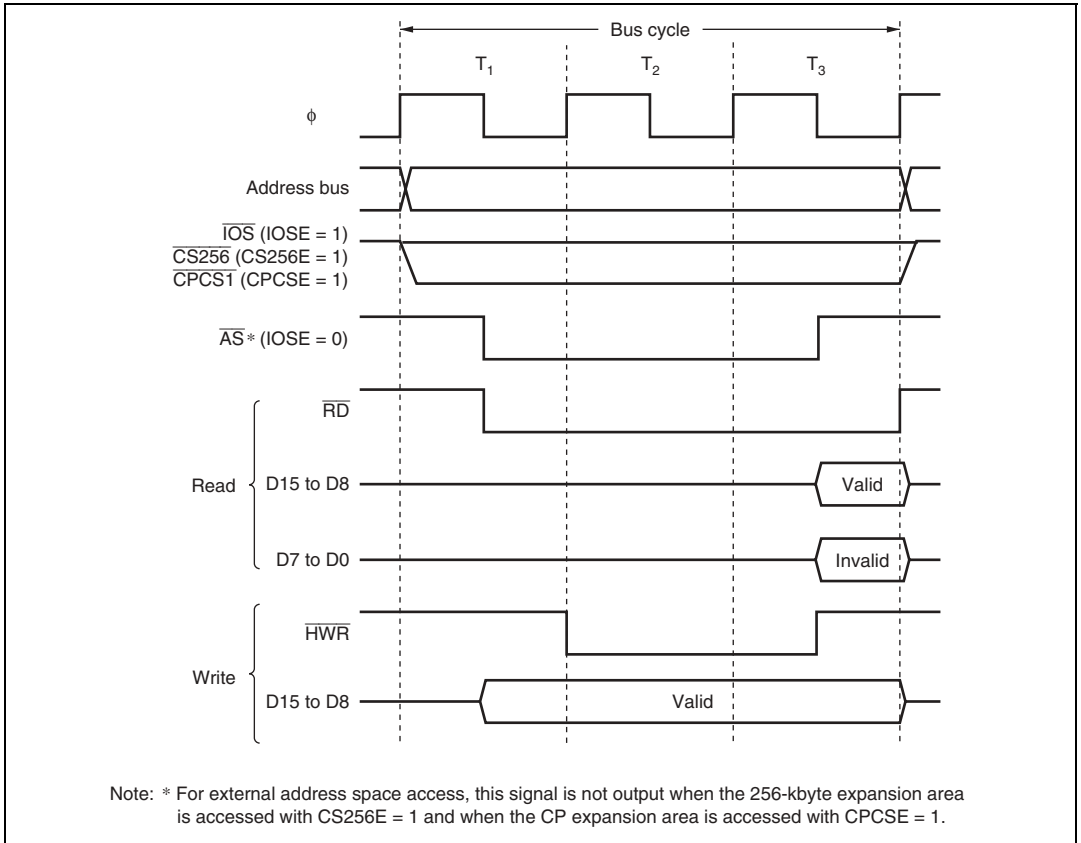 Bus cycle
T1 T2 T3
φ
Address bus
IOS (IOSE = 1)
CS256 (CS256E = 1)
CPCS1 (CPCSE = 1)
AS * (IOSE = 0)
RD
Read
D15 to D8 Valid
D7 to D0 Invalid
HWR
Write
D15 to D8 Valid
Note: * For external address space access, this signal is not output when the 256-kbyte expansion area
is accessed with CS256E = 1 and when the CP expansion area is accessed with CPCSE = 1.